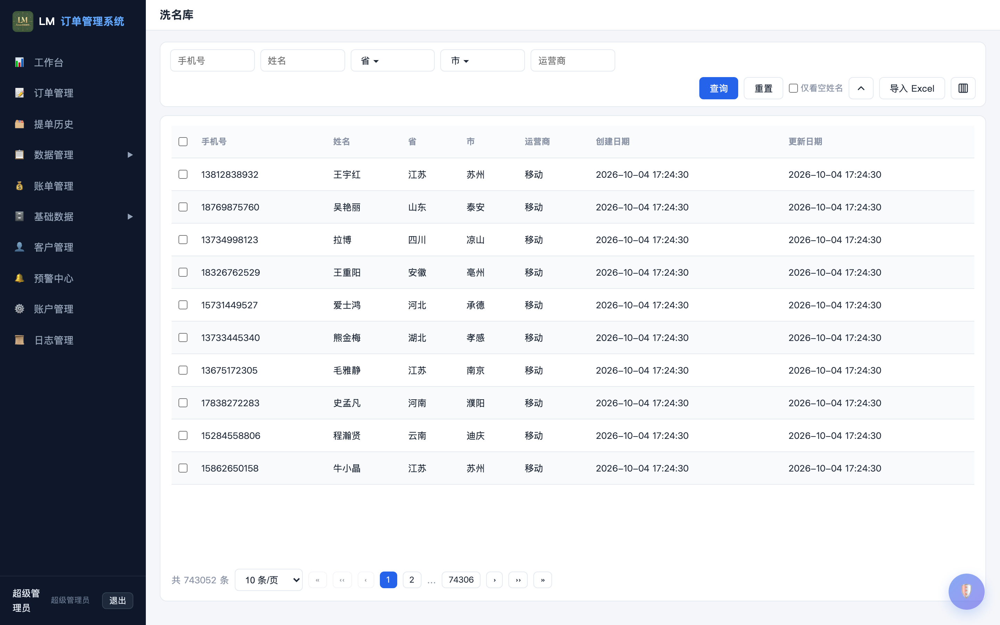 LM 订单管理系统
工作台
订单管理
提单历史
数据管理
账单管理
基础数据
客户管理
预警中心
账户管理
日志管理
超级管理员
超级管理员
退出
洗名库
手机号 姓名 省 市 运营商
查询 重置 仅看空姓名 导入 Excel
手机号 姓名 省 市 运营商 创建日期 更新日期
13812838932 王宇红 江苏 苏州 移动 2026-10-04 17:24:30 2026-10-04 17:24:30
18769875760 吴艳丽 山东 泰安 移动 2026-10-04 17:24:30 2026-10-04 17:24:30
13734998123 拉博 四川 凉山 移动 2026-10-04 17:24:30 2026-10-04 17:24:30
18326762529 王重阳 安徽 亳州 移动 2026-10-04 17:24:30 2026-10-04 17:24:30
15731449527 爱士鸿 河北 承德 移动 2026-10-04 17:24:30 2026-10-04 17:24:30
13733445340 熊金梅 湖北 孝感 移动 2026-10-04 17:24:30 2026-10-04 17:24:30
13675172305 毛雅静 江苏 南京 移动 2026-10-04 17:24:30 2026-10-04 17:24:30
17838272283 史孟凡 河南 濮阳 移动 2026-10-04 17:24:30 2026-10-04 17:24:30
15284558806 程瀚贤 云南 迪庆 移动 2026-10-04 17:24:30 2026-10-04 17:24:30
15862650158 牛小晶 江苏 苏州 移动 2026-10-04 17:24:30 2026-10-04 17:24:30
共 743052 条 10 条/页 « ‹‹ ‹ 1 2 ... 74306 › ›› »